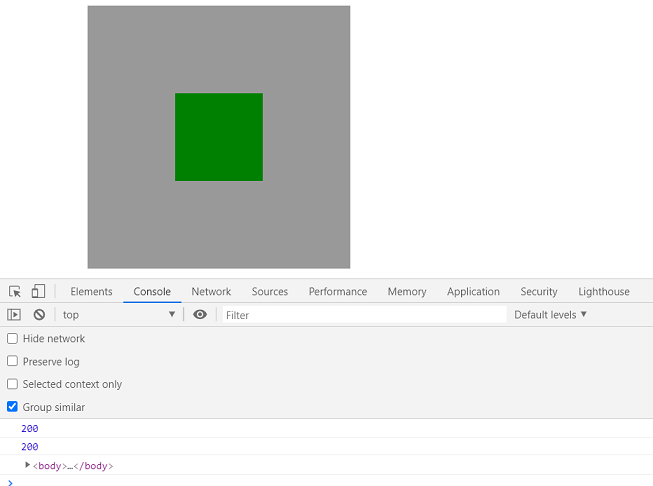 Elements Console Network Sources Performance Memory Application Security Lighthouse
top Filter Default levels
Hide network
Preserve log
Selected context only
Group similar
200
200
<body>…</body>